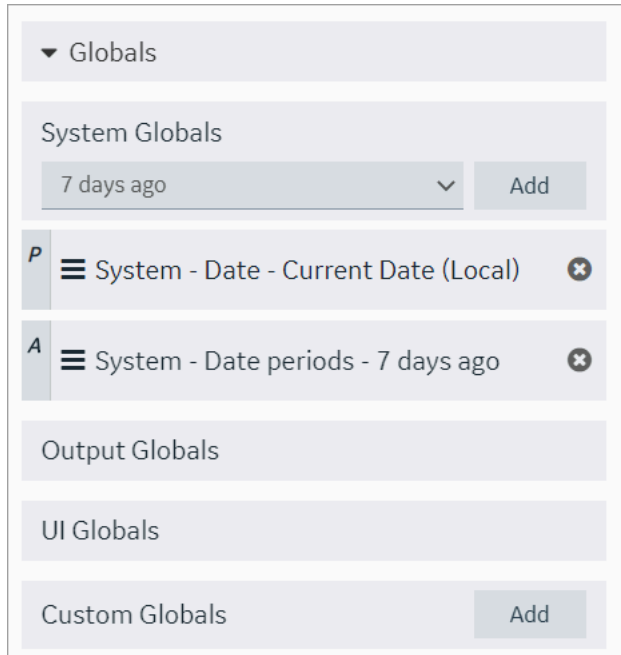 Globals
System Globals
7 days ago
Add
P
System - Date - Current Date (Local)
A
System - Date periods - 7 days ago
Output Globals
UI Globals
Custom Globals
Add